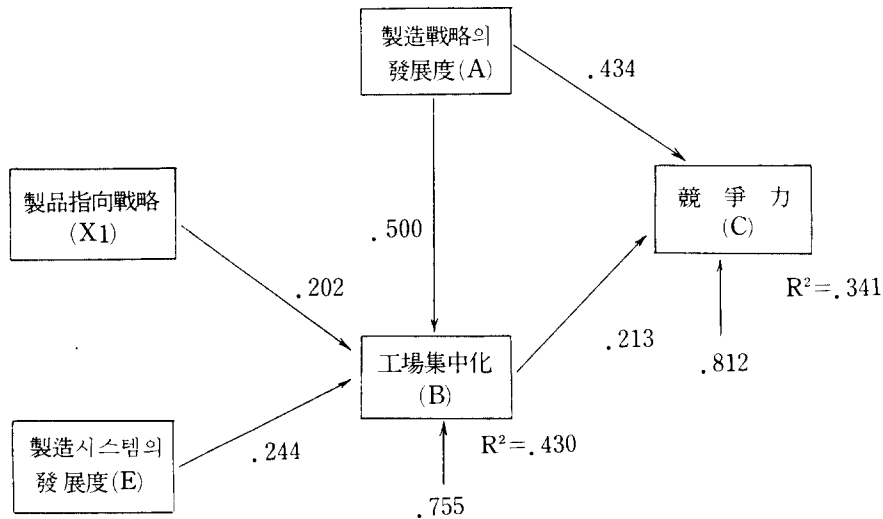 製造戰略의
發展度(A)
.434
製品指向戰略
(X1)
競 爭 力
(C)
.500
R²=.341
.202
工場集中化
(B)
.213
.812
製造시스템의
發展度(E)
.244
R²=.430
.755